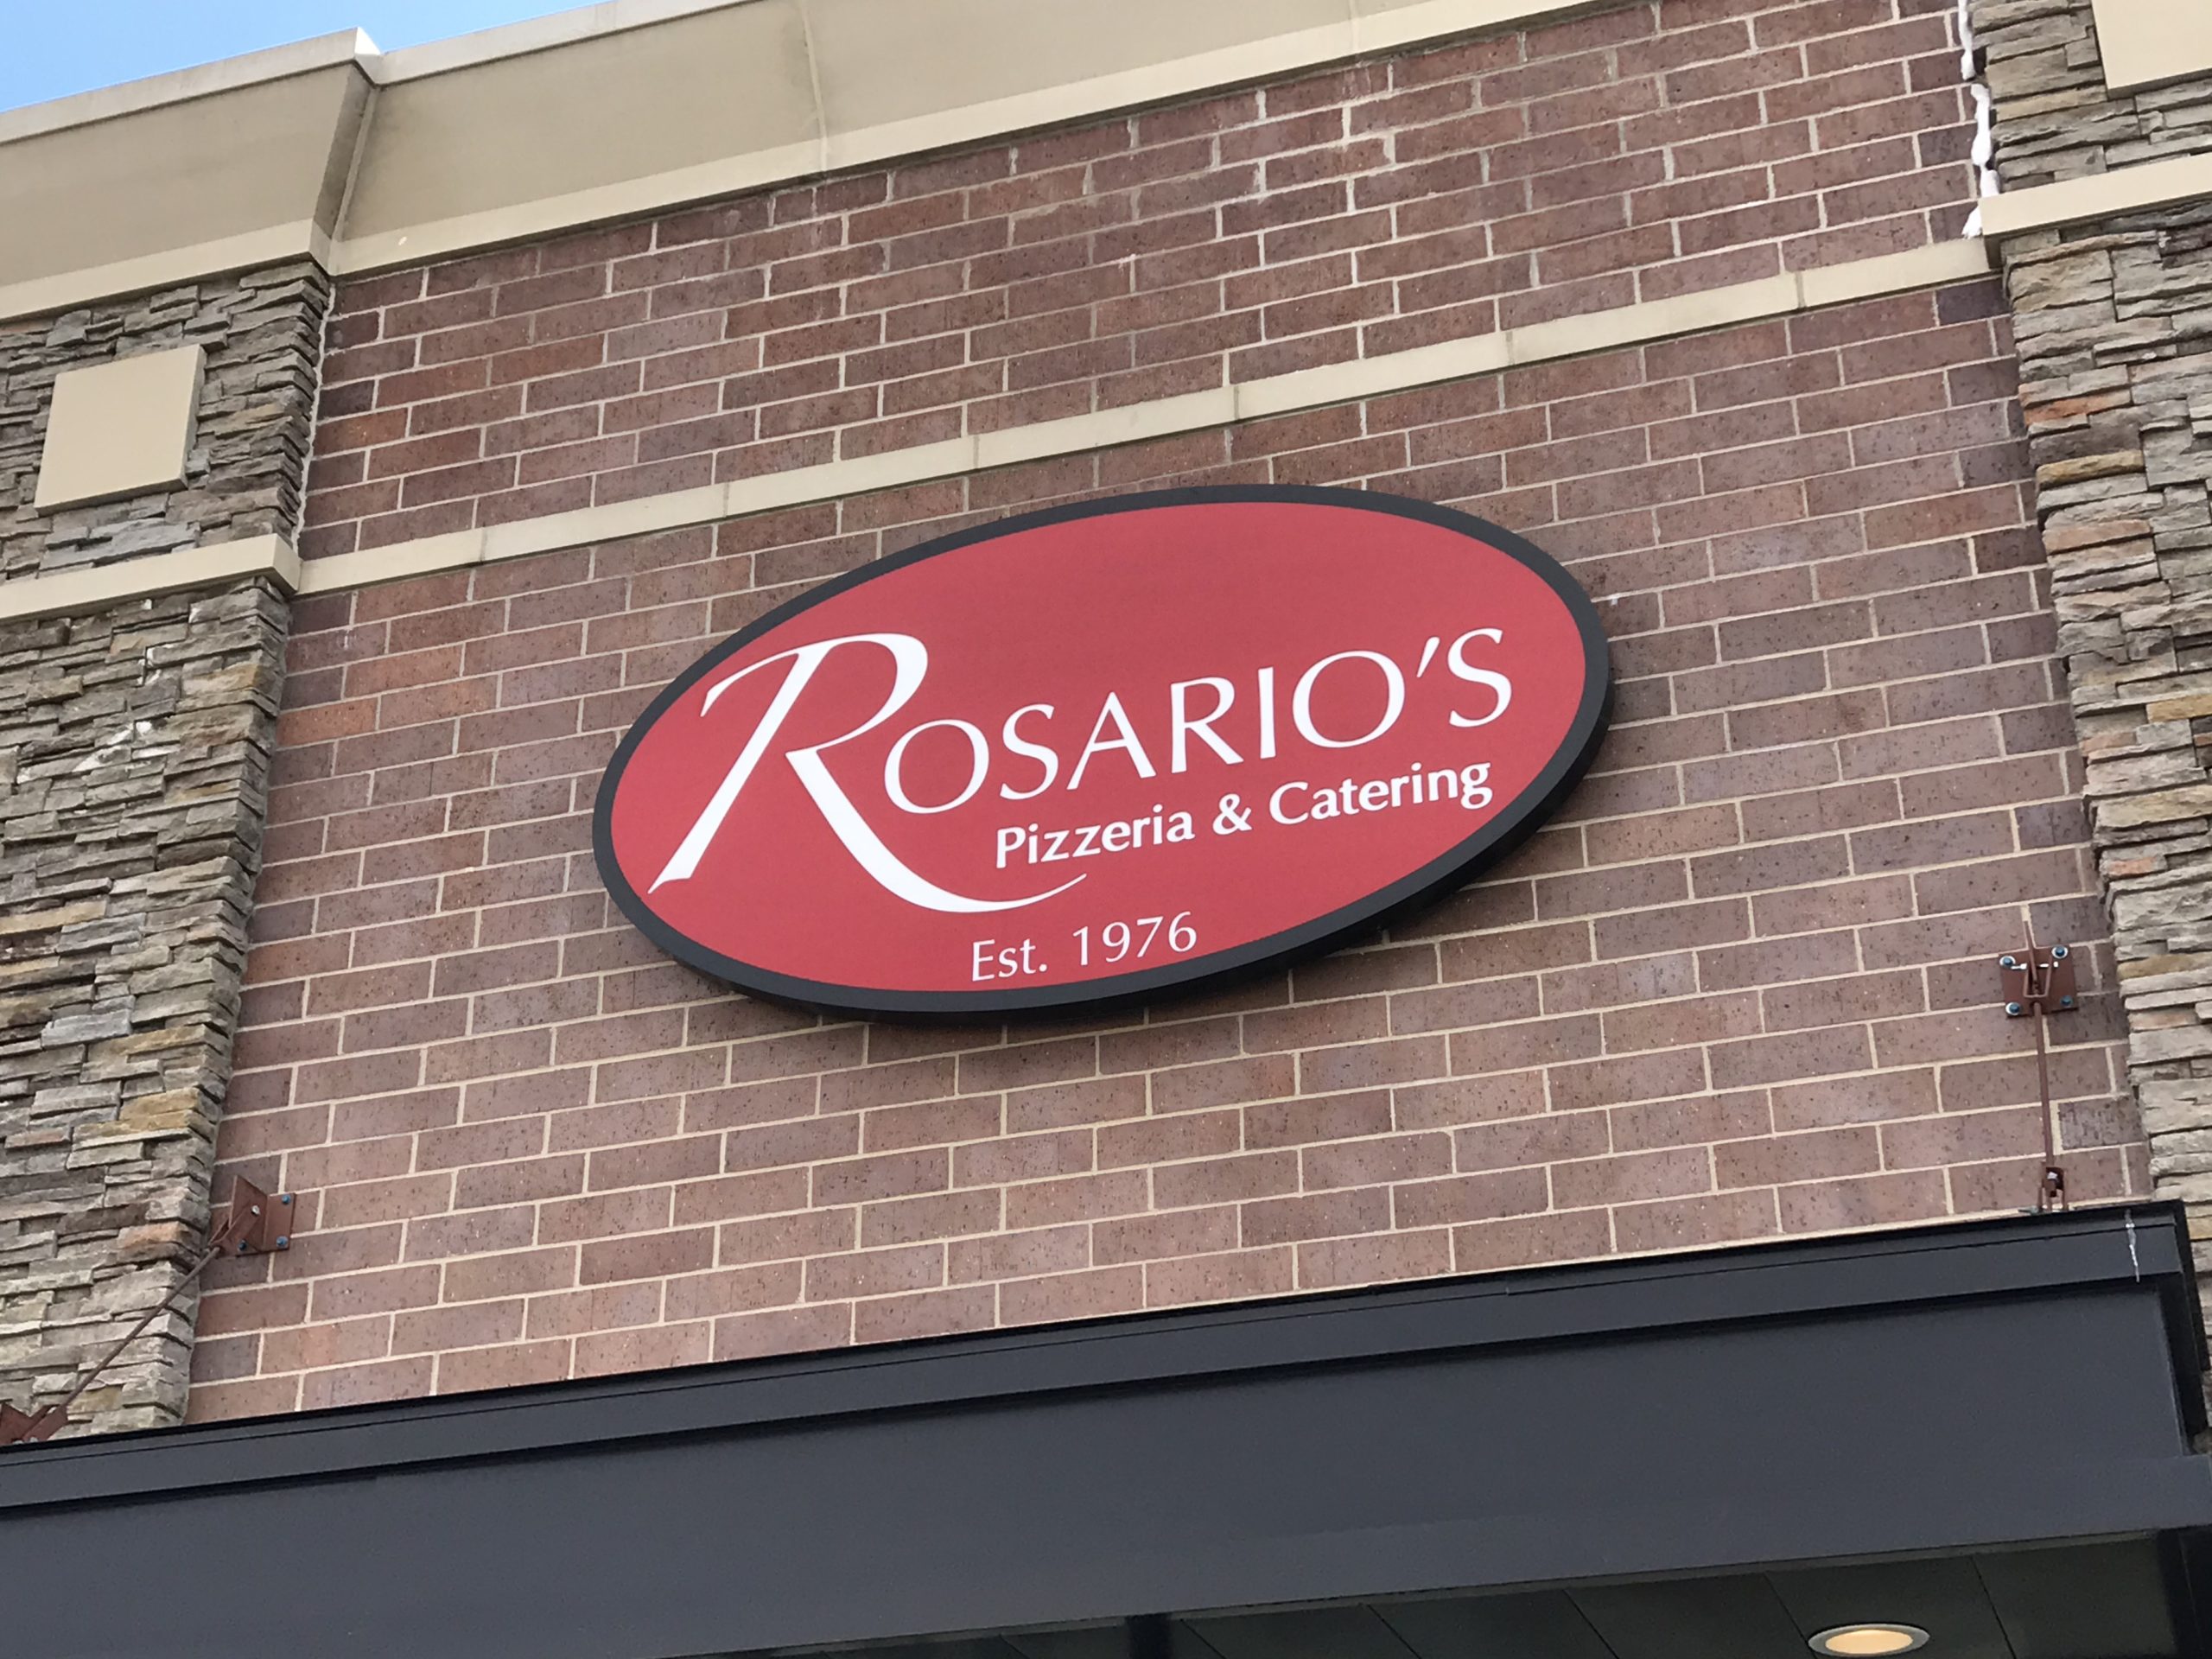 ROSARIO'S
Pizzeria & Catering
Est. 1976